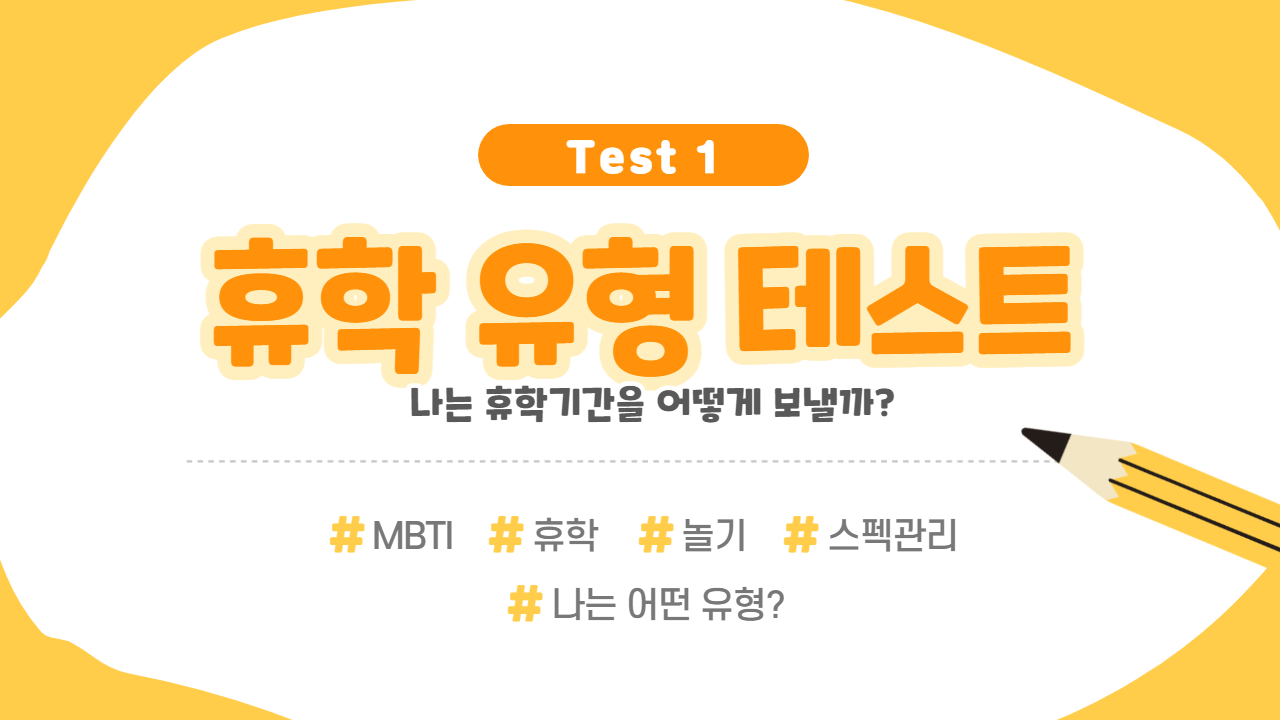 Test 1
휴학 유형 테스트
나는 휴학기간을 어떻게 보낼까?
# MBTI # 휴학 # 놀기 # 스펙관리
# 나는 어떤 유형?